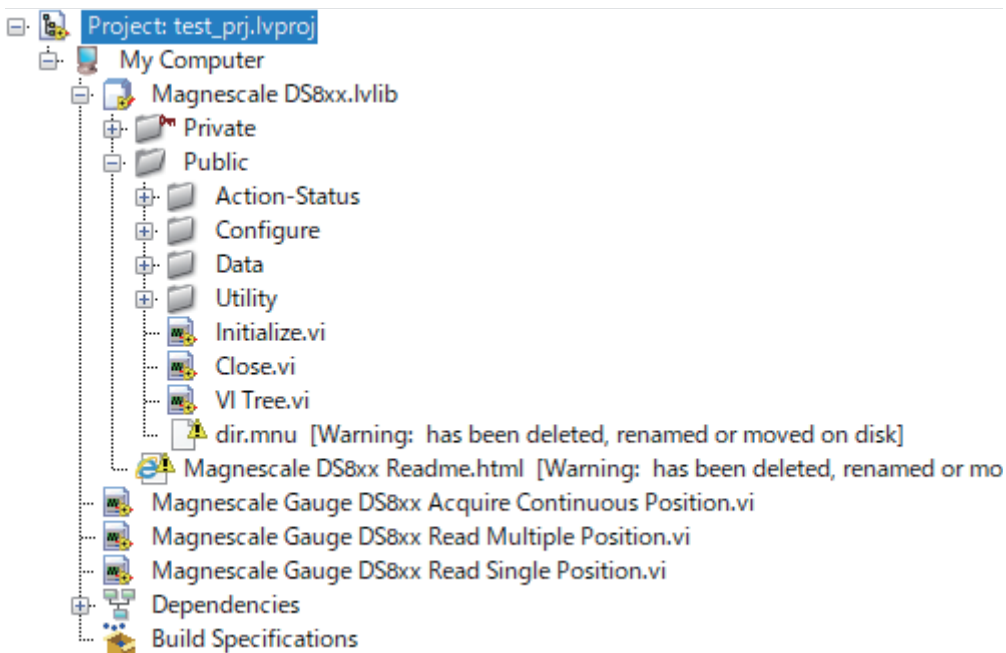 Project: test_prj.lvproj
My Computer
Magnescale DS8xx.lvlib
Private
Public
Action-Status
Configure
Data
Utility
Initialize.vi
Close.vi
VI Tree.vi
dir.mnu [Warning: has been deleted, renamed or moved on disk]
Magnescale DS8xx Readme.html [Warning: has been deleted, renamed or mo
Magnescale Gauge DS8xx Acquire Continuous Position.vi
Magnescale Gauge DS8xx Read Multiple Position.vi
Magnescale Gauge DS8xx Read Single Position.vi
Dependencies
Build Specifications